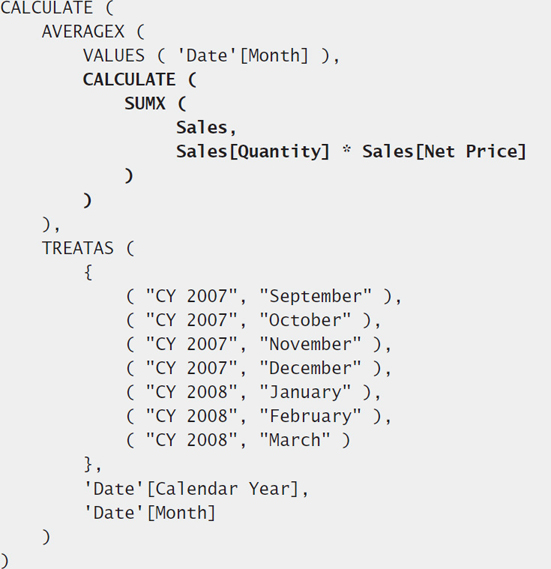 CALCULATE (
    AVERAGEX (
        VALUES ( 'Date'[Month] ),
        CALCULATE (
            SUMX (
                Sales,
                Sales[Quantity] * Sales[Net Price]
            )
        )
    ),
    TREATAS (
        {
            ( "CY 2007", "September" ),
            ( "CY 2007", "October" ),
            ( "CY 2007", "November" ),
            ( "CY 2007", "December" ),
            ( "CY 2008", "January" ),
            ( "CY 2008", "February" ),
            ( "CY 2008", "March" )
        },
        'Date'[Calendar Year],
        'Date'[Month]
    )
)